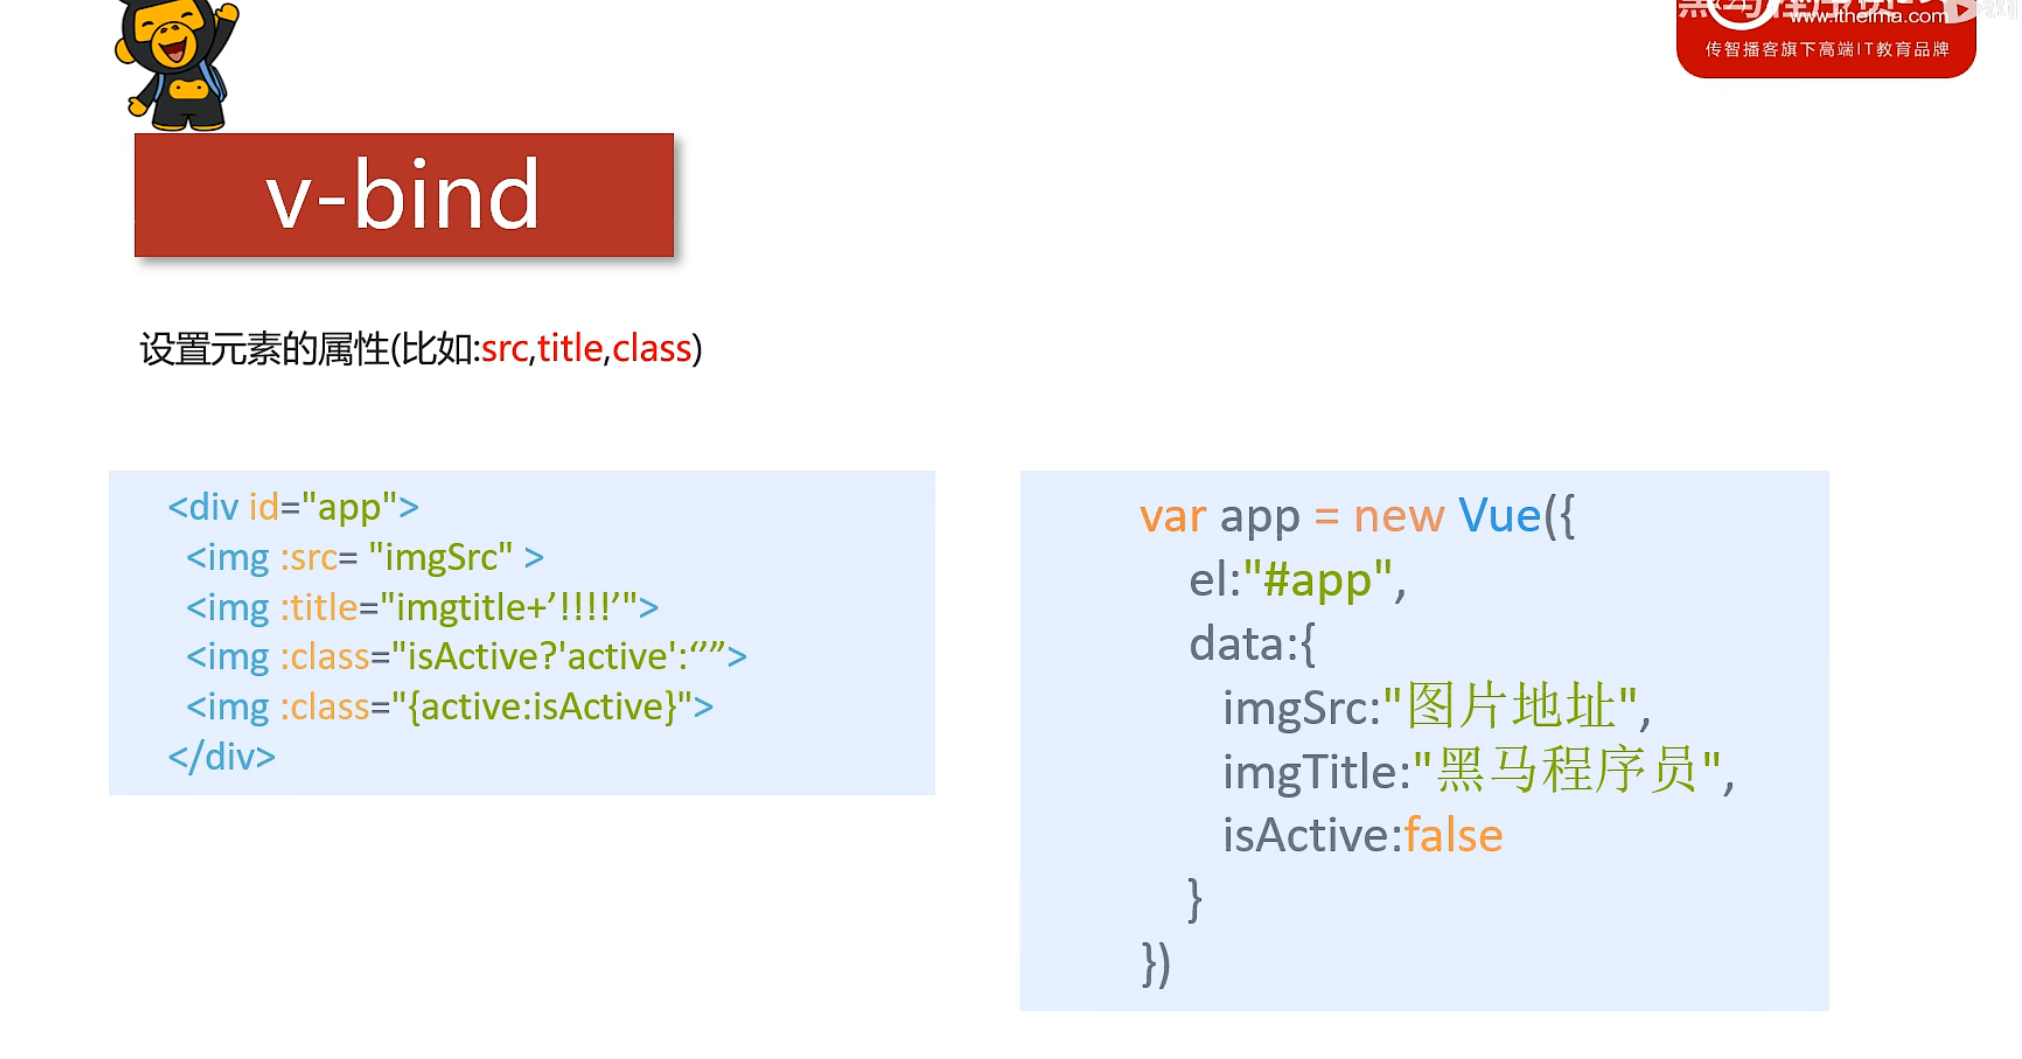 www.itheima.com
传智播客旗下高端IT教育品牌
v-bind
设置元素的属性(比如:src,title,class)
<div id="app">
<img :src= "imgSrc" >
<img :title="imgtitle+’!!!!’">
<img :class="isActive?'active':‘’”>
<img :class="{active:isActive}">
</div>
var app = new Vue({
el:"#app",
data:{
imgSrc:"图片地址",
imgTitle:"黑马程序员",
isActive:false
}
})